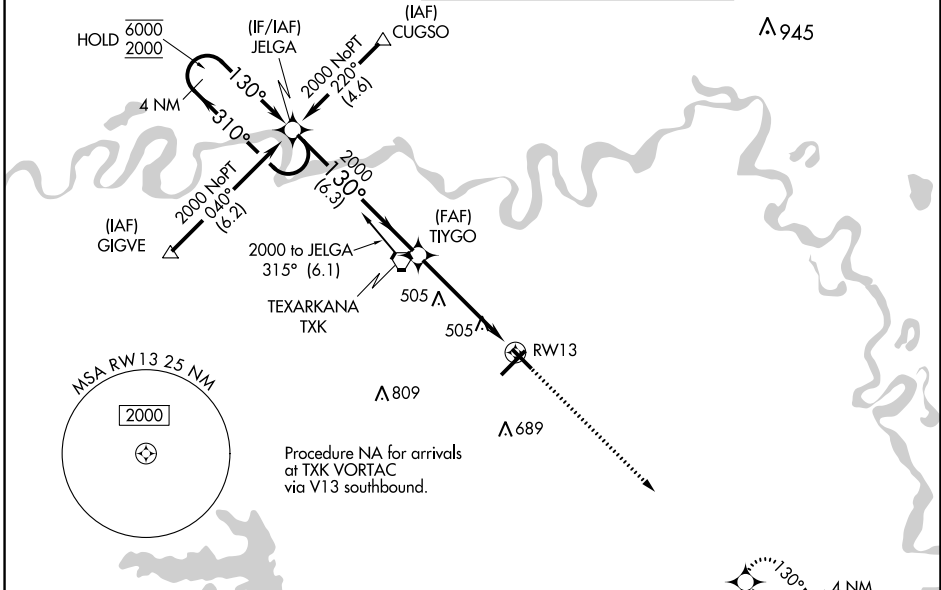 HOLD 6000
2000
(IF/IAF)
JELGA
(IAF)
CUGSO
945
2000 NoPT
220°
(4.6)
130°
4 NM
310°
2000 NoPT
040°
(6.2)
2000
130°
(6.3)
(IAF)
GIGVE
(FAF)
TIYGO
2000 to JELGA
315° (6.1)
TEXARKANA
TXK
505
505
RW13
MSA RW13 25 NM
2000
809
689
Procedure NA for arrivals
at TXK VORTAC
via V13 southbound.
130°
4 NM